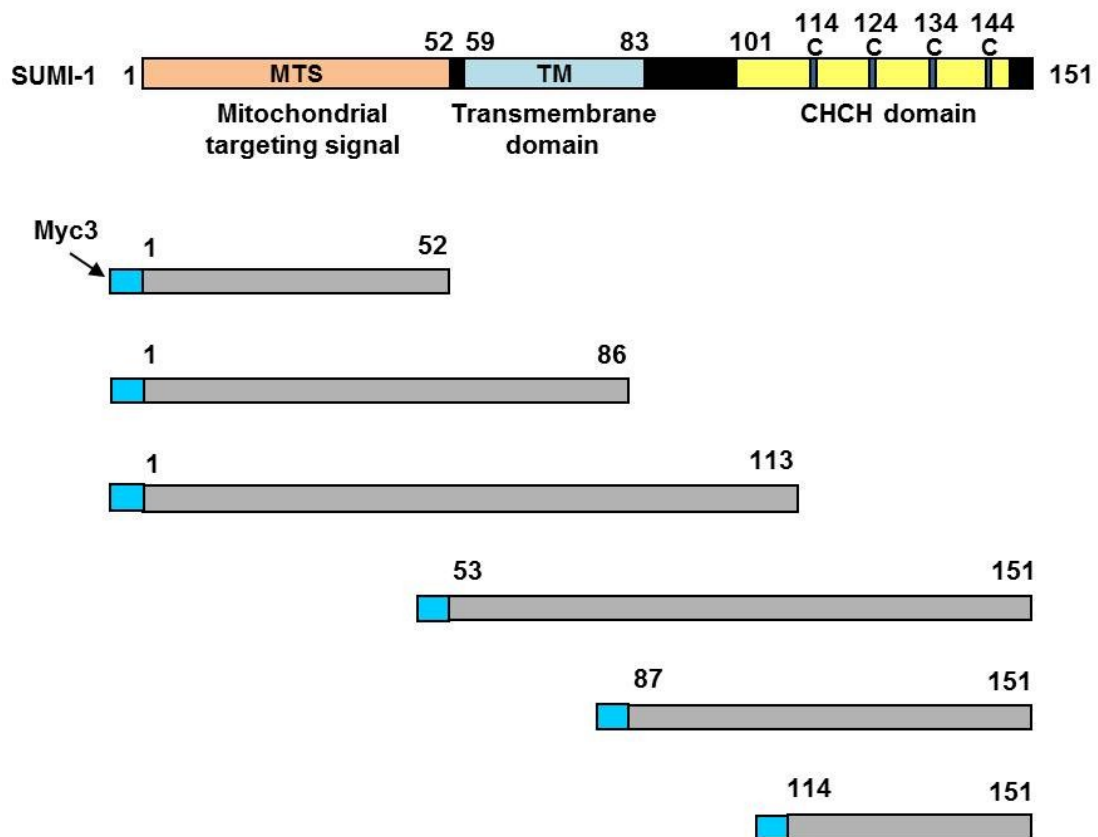 114 124 134 144
52 59 83 101 C C C C
SUMI-1 1 MTS TM 151
Mitochondrial Transmembrane CHCH domain
targeting signal domain
Myc3
1 52
1 86
1 113
53 151
87 151
114 151